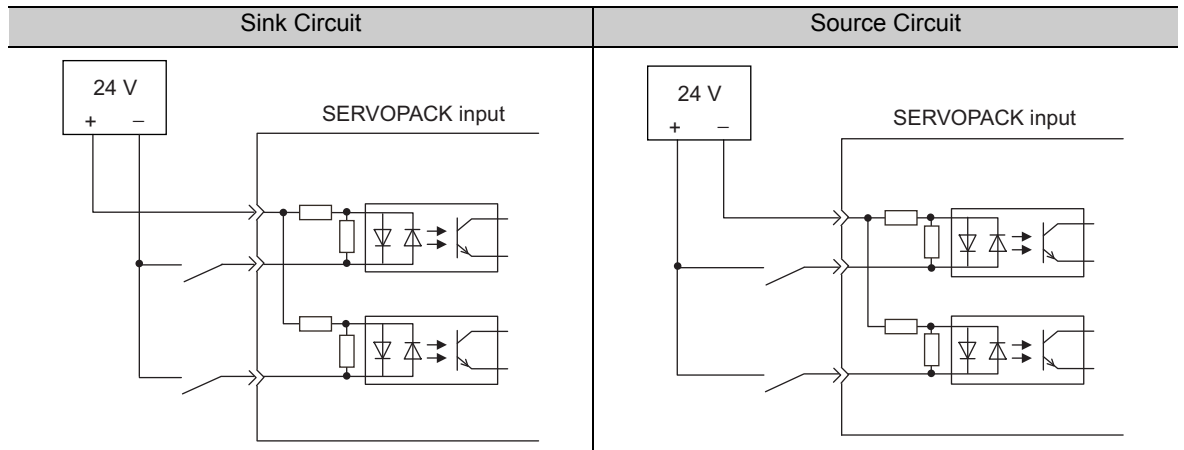 Sink Circuit
Source Circuit
24 V
+ −
SERVOPACK input
24 V
+ −
SERVOPACK input